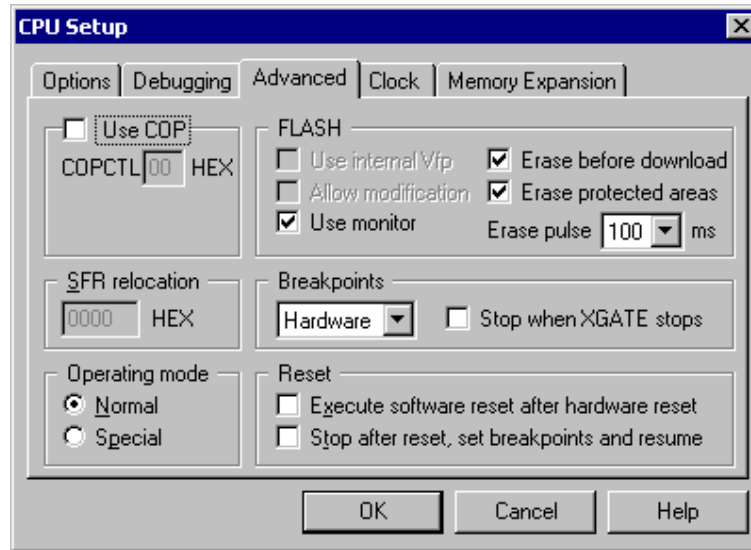 CPU Setup
Options Debugging Advanced Clock Memory Expansion
Use COP
COPCTL 00 HEX
FLASH
Use internal Vfp
Erase before download
Allow modification
Erase protected areas
Use monitor
Erase pulse 100 ms
SFR relocation
0000 HEX
Breakpoints
Hardware
Stop when XGATE stops
Operating mode
Normal
Special
Reset
Execute software reset after hardware reset
Stop after reset, set breakpoints and resume
OK Cancel Help